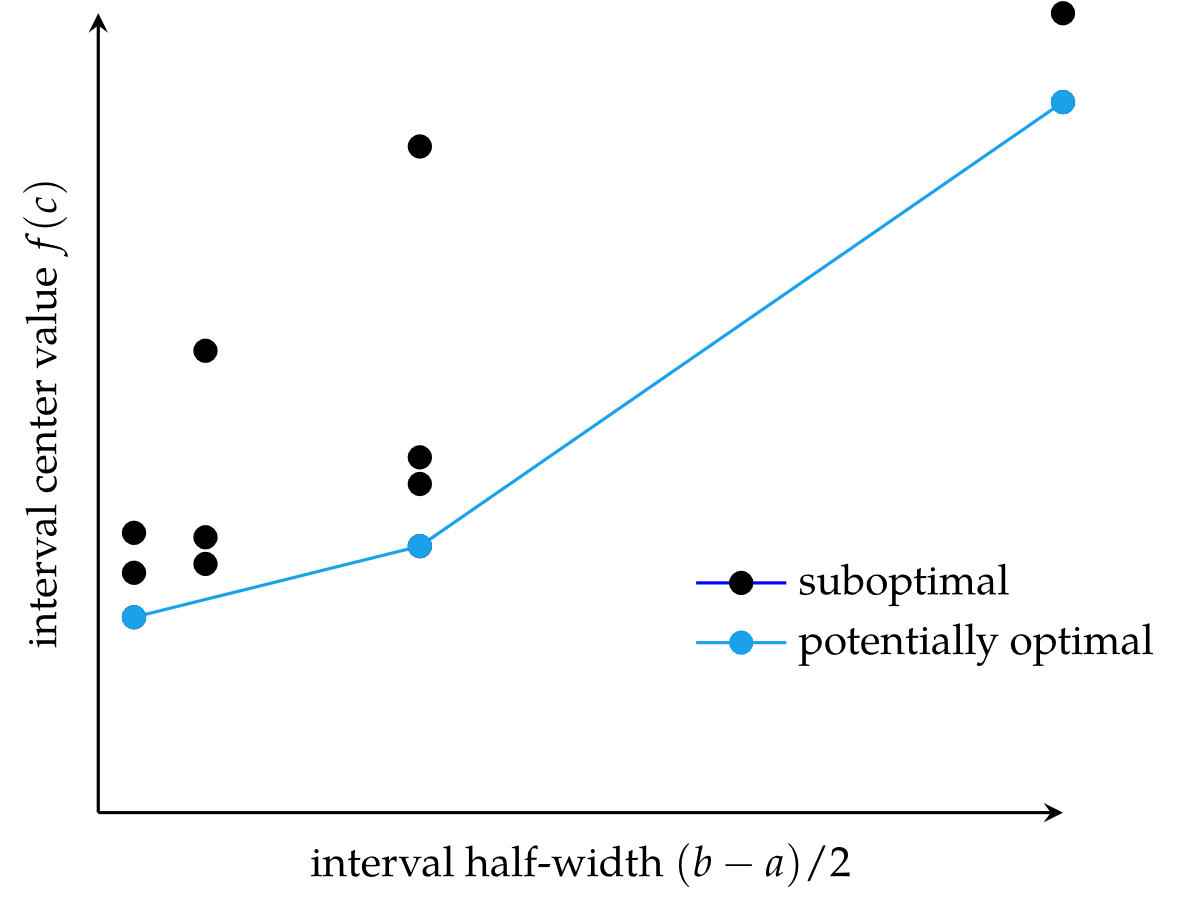 interval center value f(c)
suboptimal
potentially optimal
interval half-width (b − a)/2